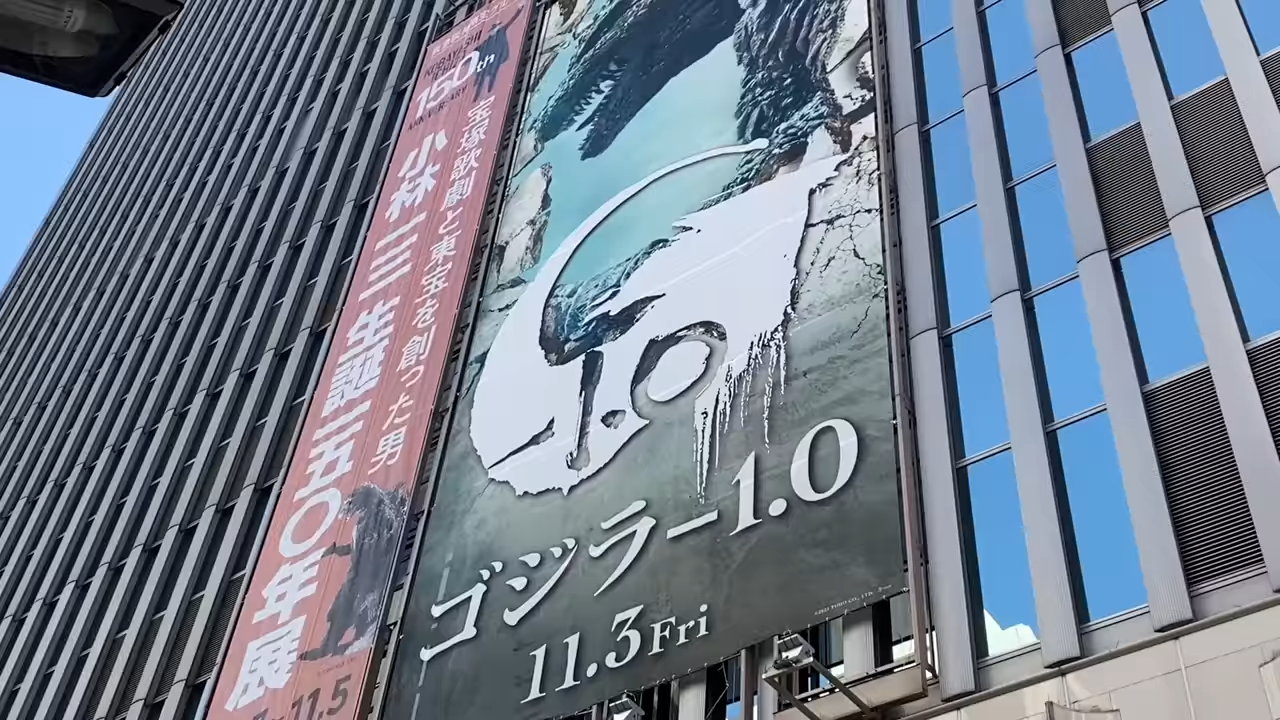 150th
ANNIVERSARY
宝塚歌劇と東宝を創った男
小林一三 生誕一五〇年展
11.5
-1.0
ゴジラ-1.0
11.3 Fri